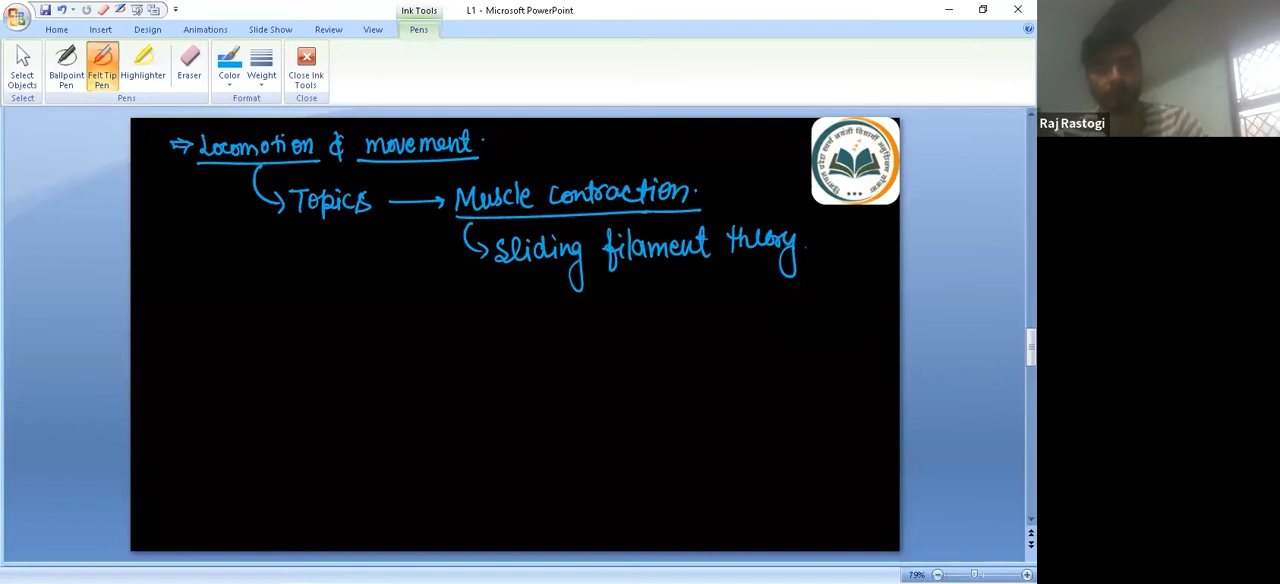 Ink Tools
L1 - Microsoft PowerPoint
Home Insert Design Animations Slide Show Review View Pens
Select Objects
Ballpoint Pen
Felt Tip Pen
Highlighter
Eraser
Color
Weight
Close Ink Tools
Select Pens Format Close
Raj Rastogi
⇒ Locomotion & movement.
Topics → Muscle contraction.
sliding filament theory.
79%